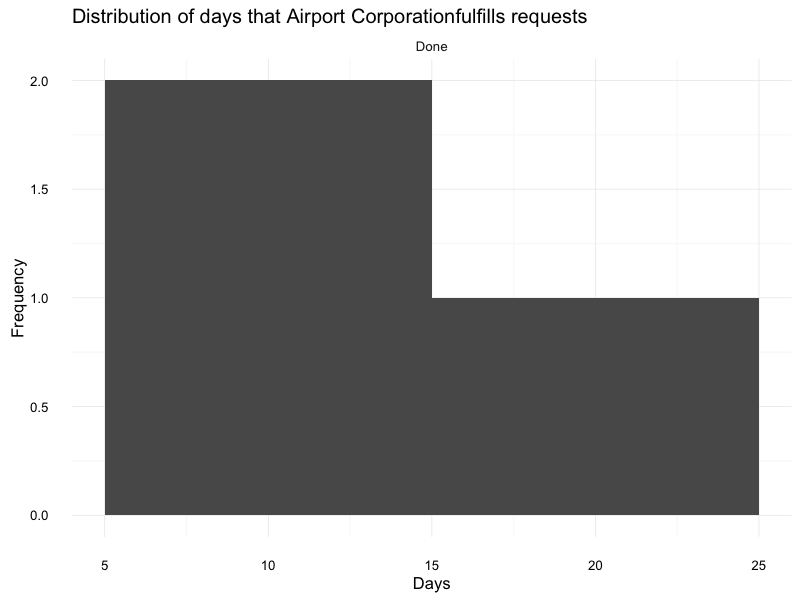 Distribution of days that Airport Corporationfulfills requests
Done
2.0
1.5
1.0
0.5
0.0
Frequency
5 10 15 20 25
Days